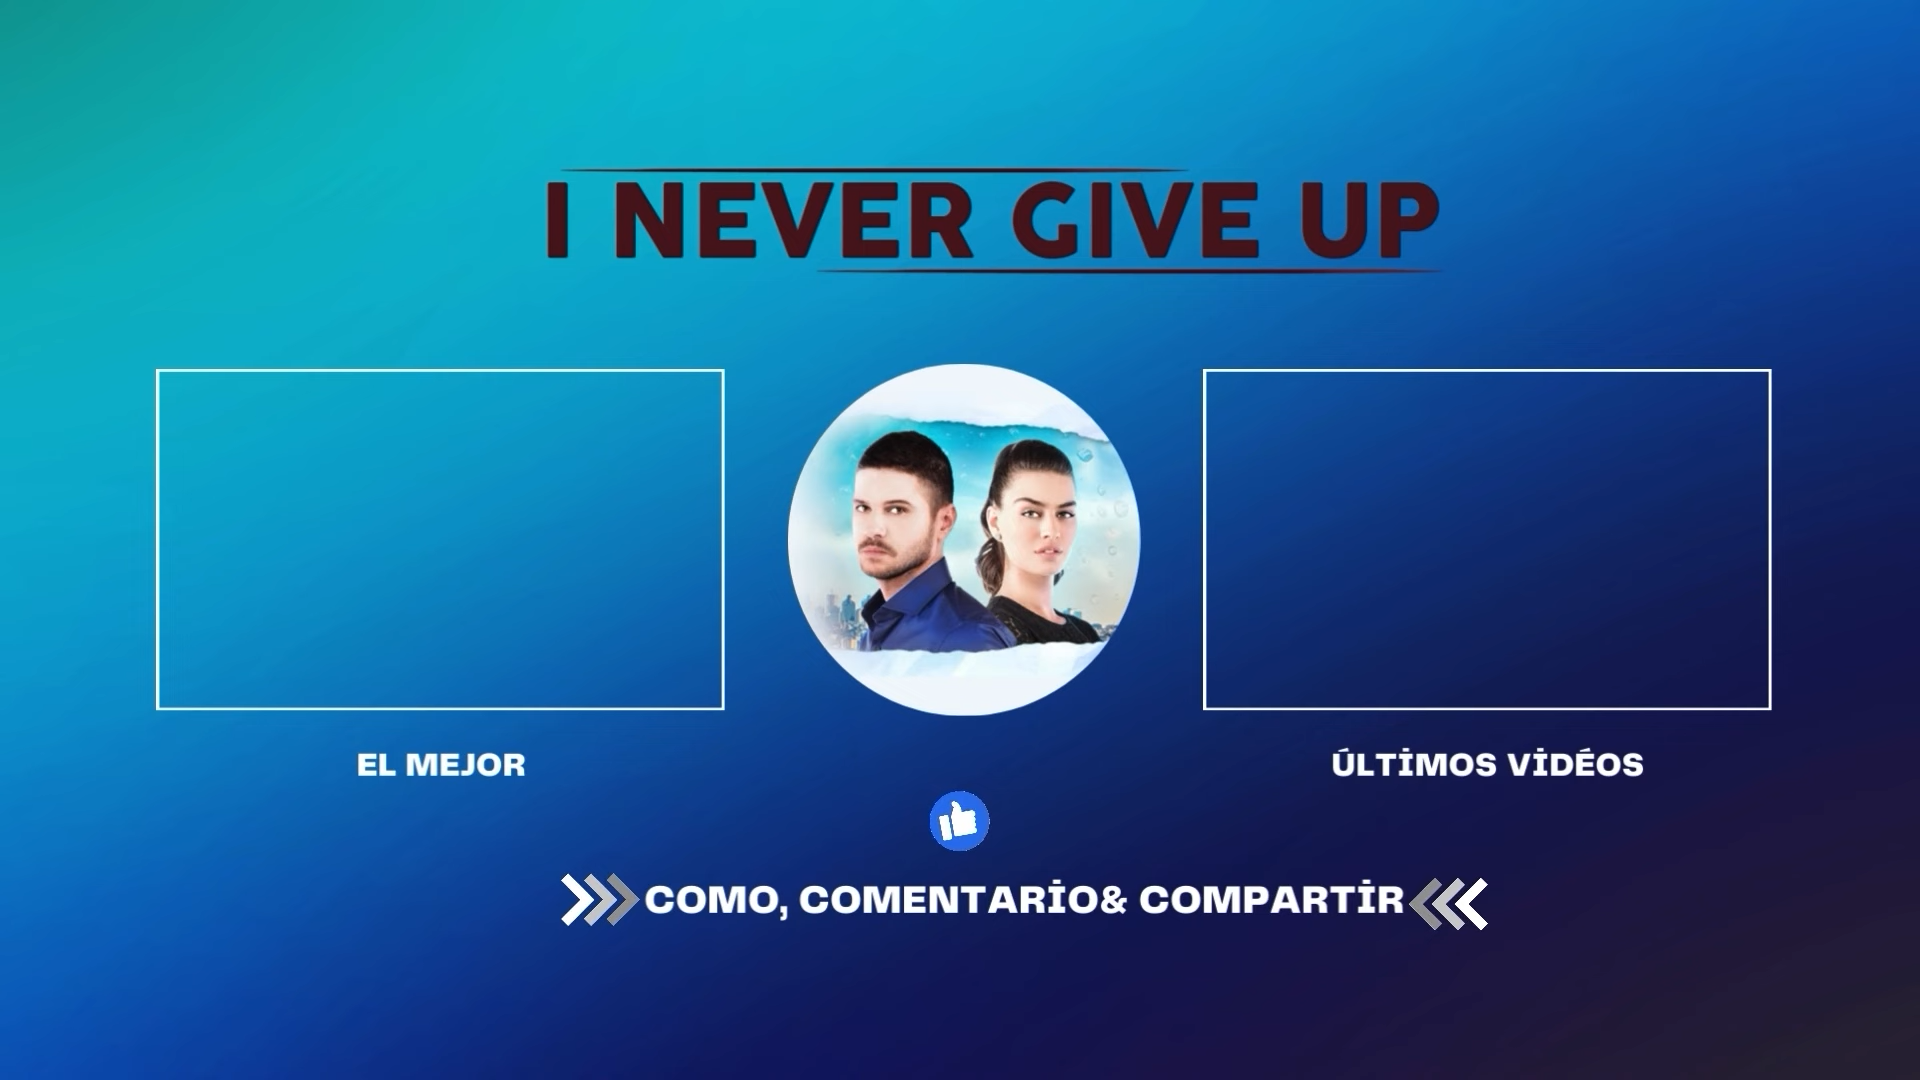 I NEVER GIVE UP
EL MEJOR
ÚLTİMOS VİDÉOS
COMO, COMENTARİO& COMPARTİR